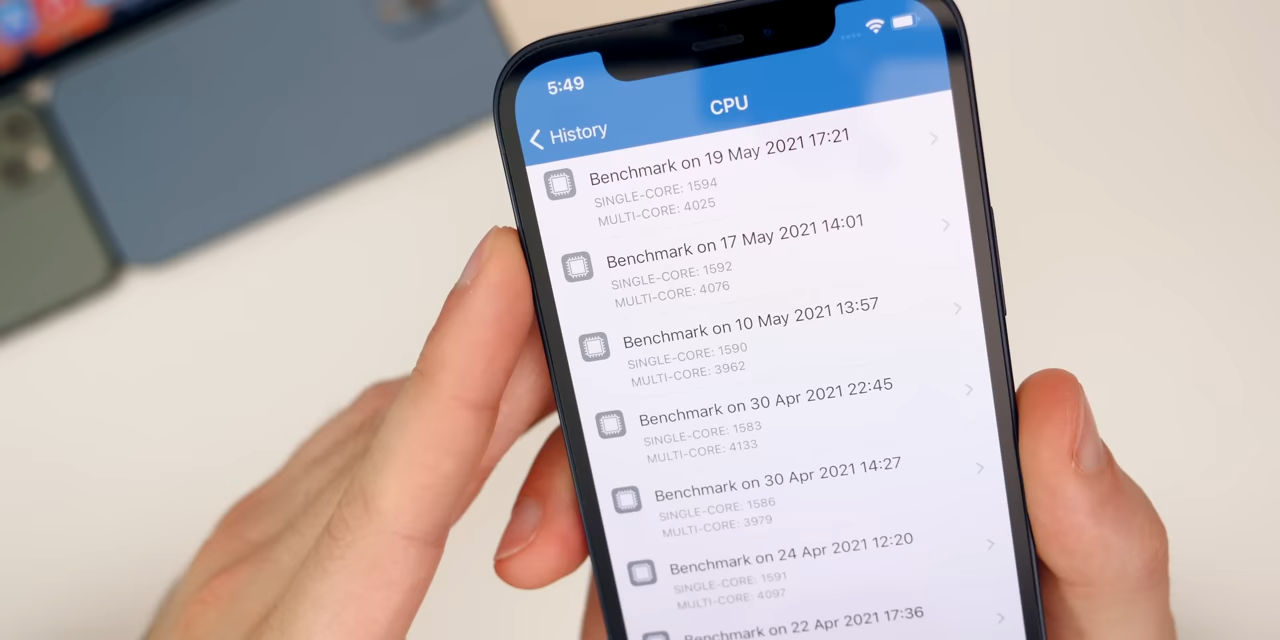 5:49
CPU
History
Benchmark on 19 May 2021 17:21
SINGLE-CORE: 1594
MULTI-CORE: 4025
Benchmark on 17 May 2021 14:01
SINGLE-CORE: 1592
MULTI-CORE: 4076
Benchmark on 10 May 2021 13:57
SINGLE-CORE: 1590
MULTI-CORE: 3962
Benchmark on 30 Apr 2021 22:45
SINGLE-CORE: 1583
MULTI-CORE: 4133
Benchmark on 30 Apr 2021 14:27
SINGLE-CORE: 1586
MULTI-CORE: 3979
Benchmark on 24 Apr 2021 12:20
SINGLE-CORE: 1591
MULTI-CORE: 4097
Benchmark on 22 Apr 2021 17:36